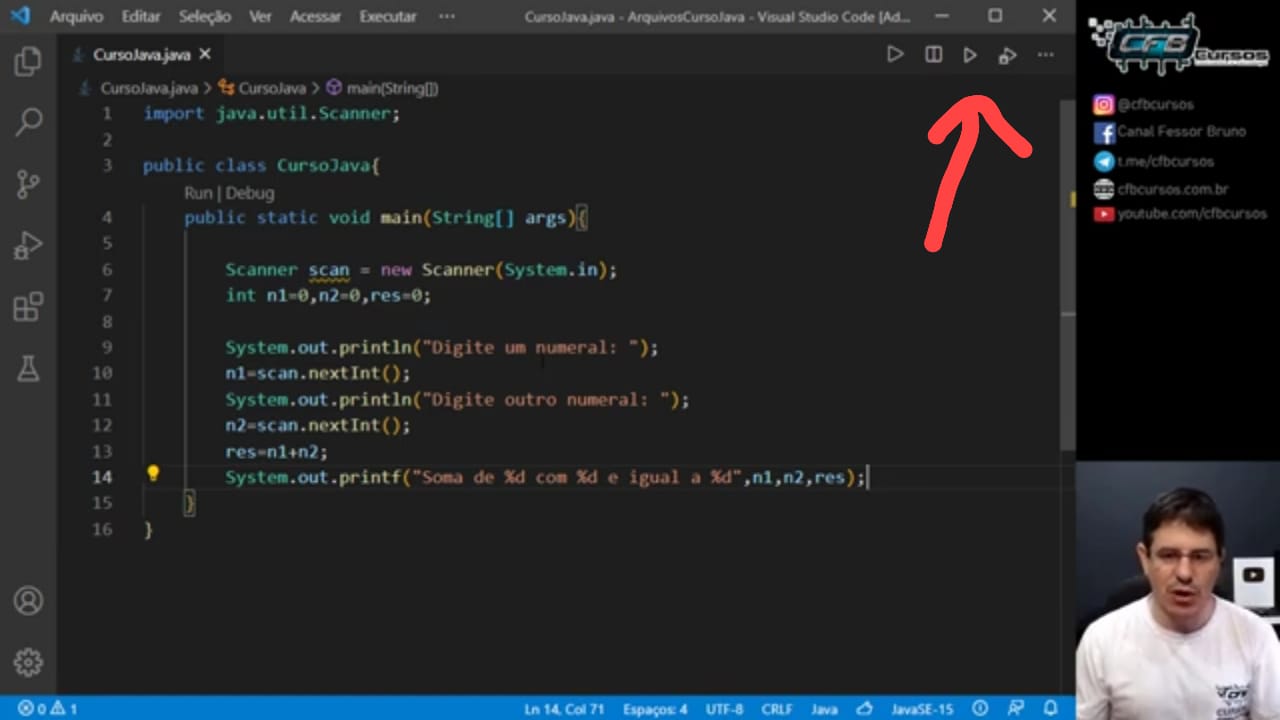 Arquivo Editar Seleção Ver Acessar Executar ··· CursoJava.java - ArquivosCursoJava - Visual Studio Code [Ad...
CursoJava.java
CursoJava.java > CursoJava > main(String[])
1 import java.util.Scanner;
2
3 public class CursoJava{
Run | Debug
4 public static void main(String[] args){
5
6 Scanner scan = new Scanner(System.in);
7 int n1=0,n2=0,res=0;
8
9 System.out.println("Digite um numeral: ");
10 n1=scan.nextInt();
11 System.out.println("Digite outro numeral: ");
12 n2=scan.nextInt();
13 res=n1+n2;
14 System.out.printf("Soma de %d com %d e igual a %d",n1,n2,res);
15 }
16 }
0 1 Ln 14, Col 71 Espaços: 4 UTF-8 CRLF Java JavaSE-15
CFB Cursos
@cfbcursos
Canal Fessor Bruno
t.me/cfbcursos
cfbcursos.com.br
youtube.com/cfbcursos